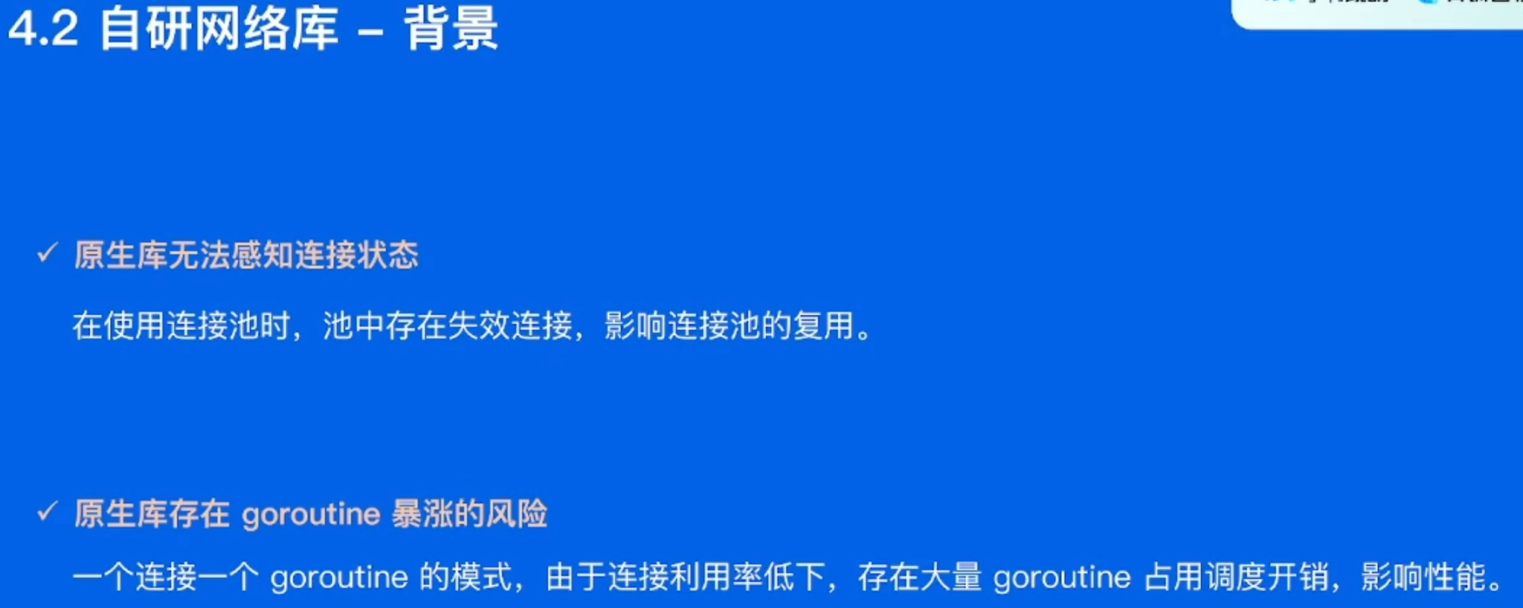 4.2 自研网络库 – 背景
✓ 原生库无法感知连接状态
在使用连接池时，池中存在失效连接，影响连接池的复用。
✓ 原生库存在 goroutine 暴涨的风险
一个连接一个 goroutine 的模式，由于连接利用率低下，存在大量 goroutine 占用调度开销，影响性能。